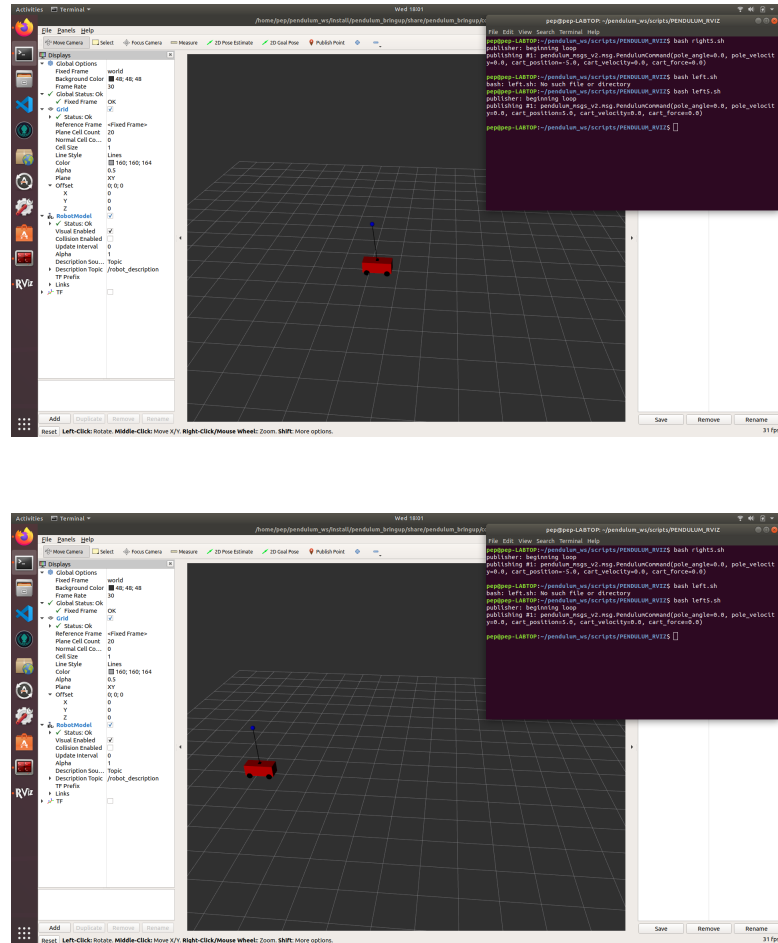 Activities
Terminal
Wed 18:01
/home/pep/pendulum_ws/install/pendulum_bringup/share/pendulum_bringup/co
pep@pep-LABTOP: ~/pendulum_ws/scripts/PENDULUM_RVIZ
File Panels Help
File Edit View Search Terminal Help
Move Camera Select Focus Camera Measure 2D Pose Estimate 2D Goal Pose Publish Point
pep@pep-LABTOP:~/pendulum_ws/scripts/PENDULUM_RVIZ$ bash right5.sh
publisher: beginning loop
publishing #1: pendulum_msgs_v2.msg.PendulumCommand(pole_angle=0.0, pole_velocit
y=0.0, cart_position=-5.0, cart_velocity=0.0, cart_force=0.0)
pep@pep-LABTOP:~/pendulum_ws/scripts/PENDULUM_RVIZ$ bash left.sh
bash: left.sh: No such file or directory
pep@pep-LABTOP:~/pendulum_ws/scripts/PENDULUM_RVIZ$ bash left5.sh
publisher: beginning loop
publishing #1: pendulum_msgs_v2.msg.PendulumCommand(pole_angle=0.0, pole_velocit
y=0.0, cart_position=5.0, cart_velocity=0.0, cart_force=0.0)
pep@pep-LABTOP:~/pendulum_ws/scripts/PENDULUM_RVIZ$
Displays
Global Options
Fixed Frame world
Background Color 48; 48; 48
Frame Rate 30
Global Status: Ok
Fixed Frame OK
Grid
Status: Ok
Reference Frame <Fixed Frame>
Plane Cell Count 20
Normal Cell Co... 0
Cell Size 1
Line Style Lines
Color 160; 160; 164
Alpha 0.5
Plane XY
Offset 0; 0; 0
X 0
Y 0
Z 0
RobotModel
Status: Ok
Visual Enabled
Collision Enabled
Update Interval 0
Alpha 1
Description Sou... Topic
Description Topic /robot_description
TF Prefix
Links
TF
RViz
Add Duplicate Remove Rename
Save Remove Rename
Reset Left-Click: Rotate. Middle-Click: Move X/Y. Right-Click/Mouse Wheel: Zoom. Shift: More options.
31 fps
Activities
Terminal
Wed 18:01
/home/pep/pendulum_ws/install/pendulum_bringup/share/pendulum_bringup/co
pep@pep-LABTOP: ~/pendulum_ws/scripts/PENDULUM_RVIZ
File Panels Help
File Edit View Search Terminal Help
Move Camera Select Focus Camera Measure 2D Pose Estimate 2D Goal Pose Publish Point
pep@pep-LABTOP:~/pendulum_ws/scripts/PENDULUM_RVIZ$ bash right5.sh
publisher: beginning loop
publishing #1: pendulum_msgs_v2.msg.PendulumCommand(pole_angle=0.0, pole_velocit
y=0.0, cart_position=-5.0, cart_velocity=0.0, cart_force=0.0)
pep@pep-LABTOP:~/pendulum_ws/scripts/PENDULUM_RVIZ$ bash left.sh
bash: left.sh: No such file or directory
pep@pep-LABTOP:~/pendulum_ws/scripts/PENDULUM_RVIZ$ bash left5.sh
publisher: beginning loop
publishing #1: pendulum_msgs_v2.msg.PendulumCommand(pole_angle=0.0, pole_velocit
y=0.0, cart_position=5.0, cart_velocity=0.0, cart_force=0.0)
pep@pep-LABTOP:~/pendulum_ws/scripts/PENDULUM_RVIZ$
Displays
Global Options
Fixed Frame world
Background Color 48; 48; 48
Frame Rate 30
Global Status: Ok
Fixed Frame OK
Grid
Status: Ok
Reference Frame <Fixed Frame>
Plane Cell Count 20
Normal Cell Co... 0
Cell Size 1
Line Style Lines
Color 160; 160; 164
Alpha 0.5
Plane XY
Offset 0; 0; 0
X 0
Y 0
Z 0
RobotModel
Status: Ok
Visual Enabled
Collision Enabled
Update Interval 0
Alpha 1
Description Sou... Topic
Description Topic /robot_description
TF Prefix
Links
TF
RViz
Add Duplicate Remove Rename
Save Remove Rename
Reset Left-Click: Rotate. Middle-Click: Move X/Y. Right-Click/Mouse Wheel: Zoom. Shift: More options.
31 fps